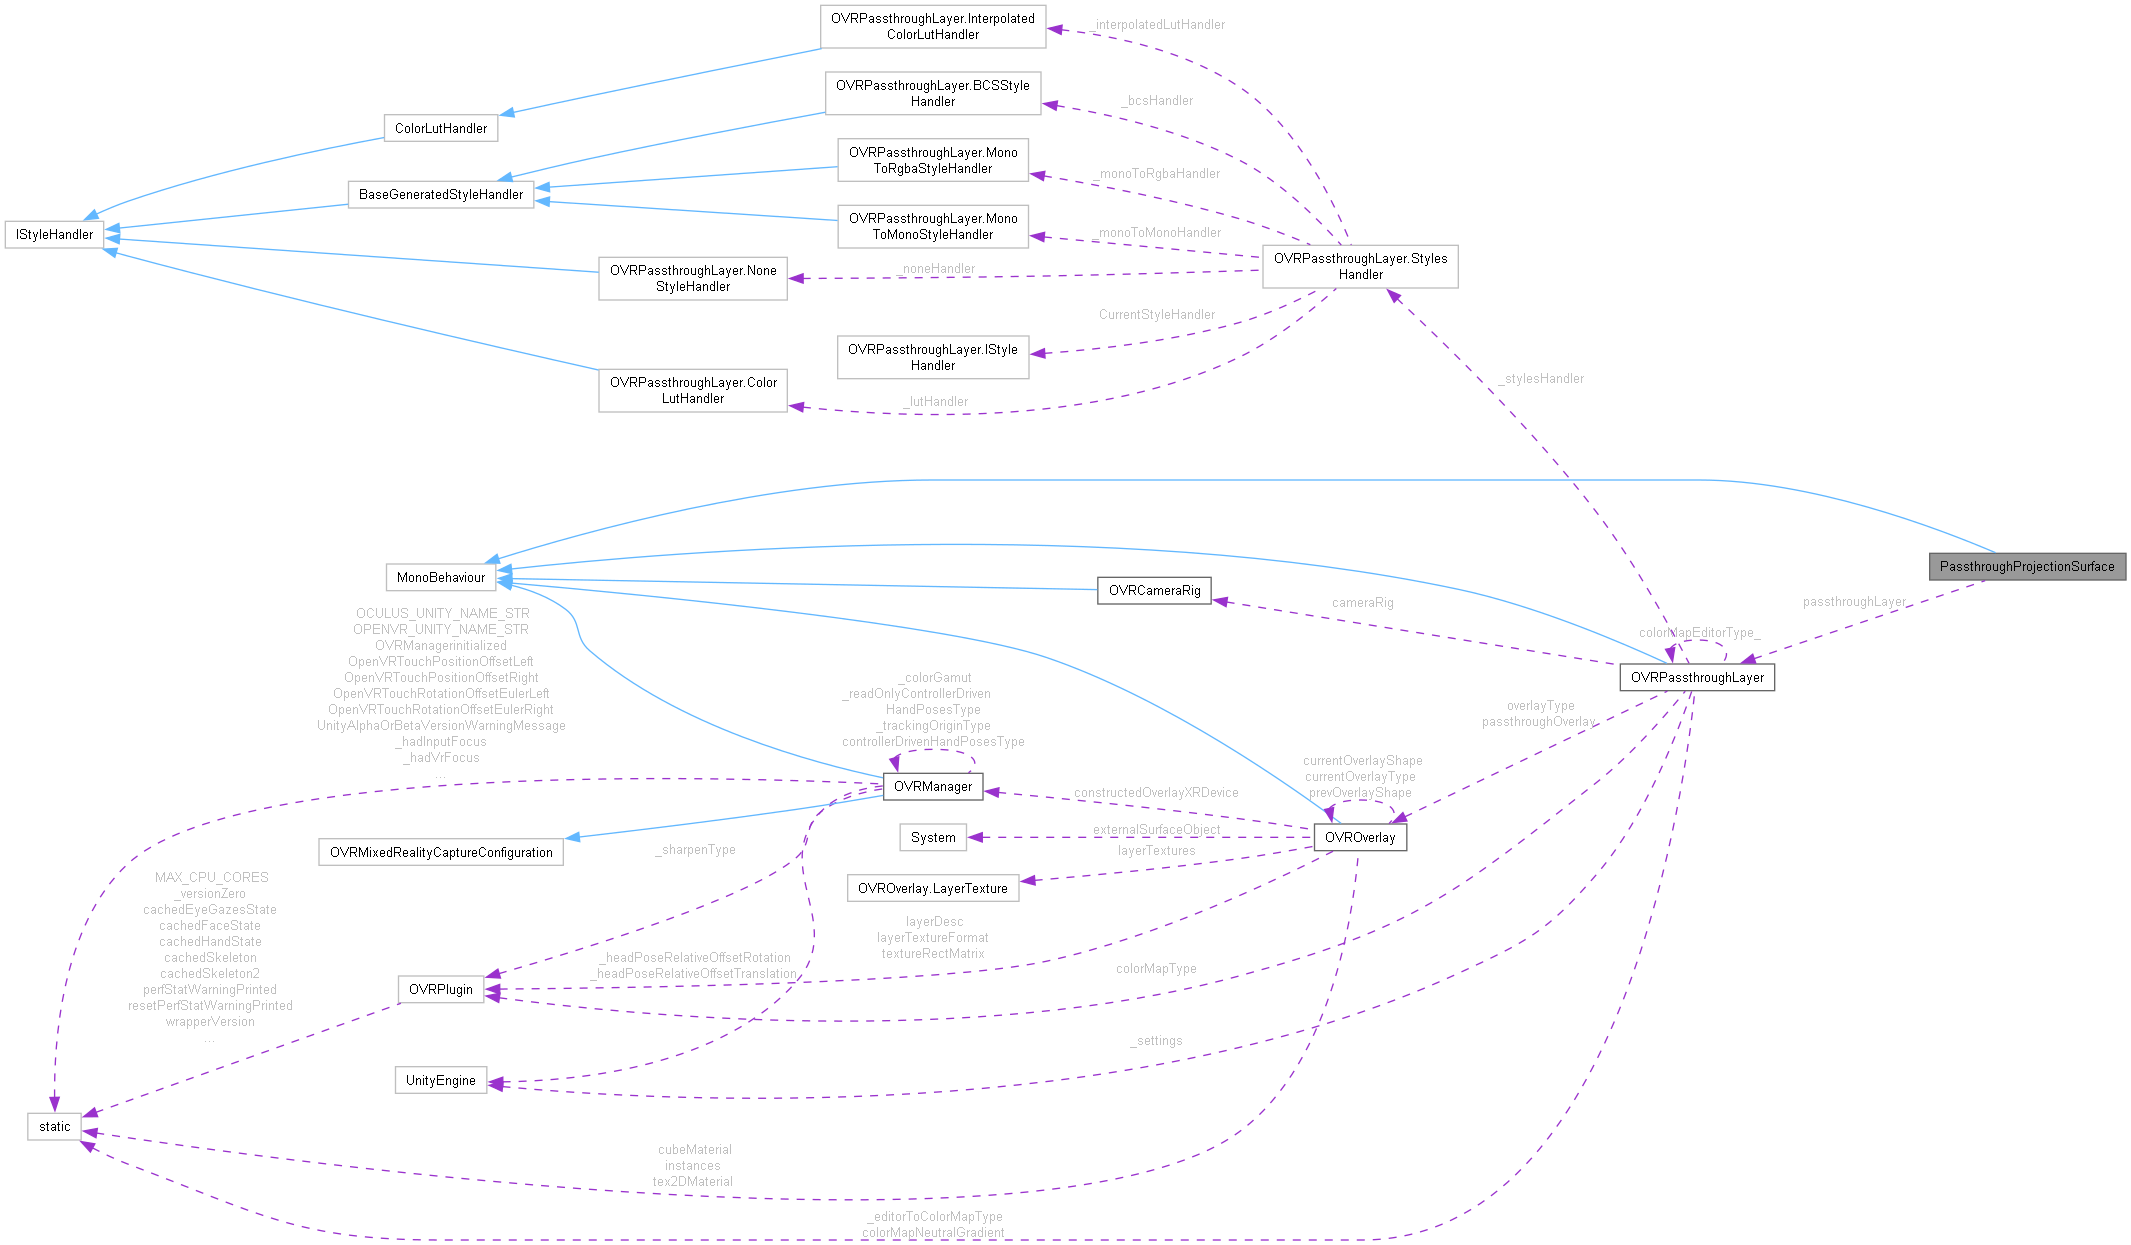 OVRPassthroughLayer.Interpolated
ColorLutHandler
_interpolatedLutHandler
OVRPassthroughLayer.BCSStyle
Handler
_bcsHandler
ColorLutHandler
OVRPassthroughLayer.Mono
ToRgbaStyleHandler
_monoToRgbaHandler
BaseGeneratedStyleHandler
OVRPassthroughLayer.Mono
ToMonoStyleHandler
_monoToMonoHandler
IStyleHandler
OVRPassthroughLayer.None
StyleHandler
_noneHandler
OVRPassthroughLayer.Styles
Handler
CurrentStyleHandler
OVRPassthroughLayer.IStyle
Handler
OVRPassthroughLayer.Color
LutHandler
_lutHandler
_stylesHandler
MonoBehaviour
PassthroughProjectionSurface
OVRCameraRig
cameraRig
passthroughLayer
colorMapEditorType_
OVRPassthroughLayer
OCULUS_UNITY_NAME_STR
OPENVR_UNITY_NAME_STR
OVRManagerinitialized
OpenVRTouchPositionOffsetLeft
OpenVRTouchPositionOffsetRight
OpenVRTouchRotationOffsetEulerLeft
OpenVRTouchRotationOffsetEulerRight
UnityAlphaOrBetaVersionWarningMessage
_hadInputFocus
_hadVrFocus
...
_colorGamut
_readOnlyControllerDriven
HandPosesType
_trackingOriginType
controllerDrivenHandPosesType
overlayType
passthroughOverlay
OVRManager
constructedOverlayXRDevice
currentOverlayShape
currentOverlayType
prevOverlayShape
System
externalSurfaceObject
OVROverlay
OVRMixedRealityCaptureConfiguration
_sharpenType
layerTextures
OVROverlay.LayerTexture
MAX_CPU_CORES
_versionZero
cachedEyeGazesState
cachedFaceState
cachedHandState
cachedSkeleton
cachedSkeleton2
perfStatWarningPrinted
resetPerfStatWarningPrinted
wrapperVersion
...
layerDesc
layerTextureFormat
textureRectMatrix
_headPoseRelativeOffsetRotation
_headPoseRelativeOffsetTranslation
colorMapType
OVRPlugin
_settings
UnityEngine
static
cubeMaterial
instances
tex2DMaterial
_editorToColorMapType
colorMapNeutralGradient